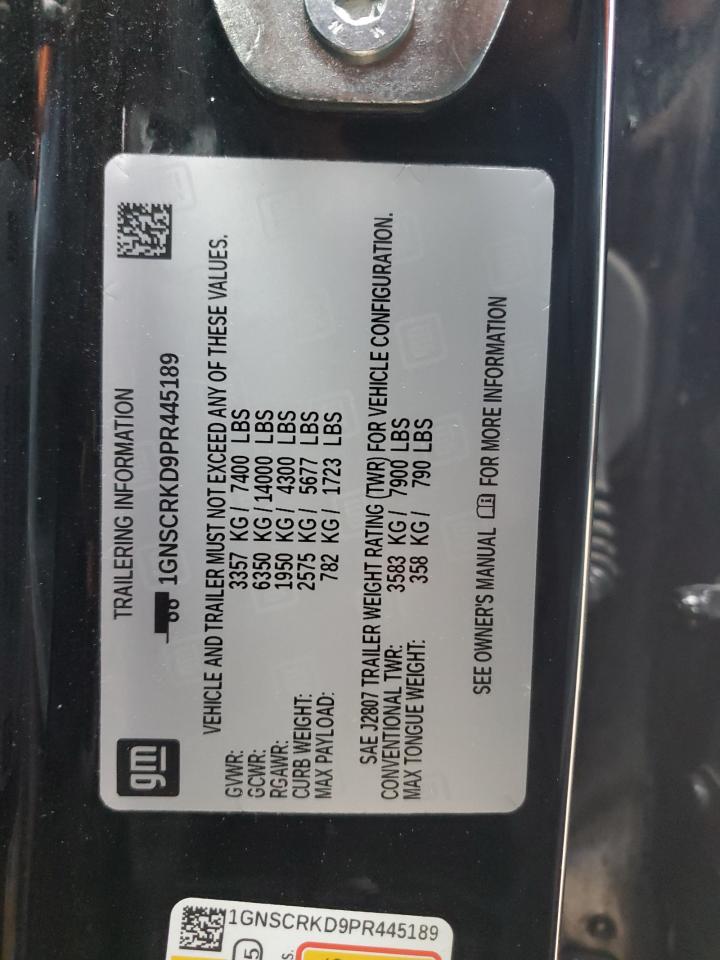 gm
TRAILERING INFORMATION
1GNSCRKD9PR445189
VEHICLE AND TRAILER MUST NOT EXCEED ANY OF THESE VALUES.
GVWR: 3357 KG / 7400 LBS
GCWR: 6350 KG / 14000 LBS
RGAWR: 1950 KG / 4300 LBS
CURB WEIGHT: 2575 KG / 5677 LBS
MAX PAYLOAD: 782 KG / 1723 LBS
SAE J2807 TRAILER WEIGHT RATING (TWR) FOR VEHICLE CONFIGURATION.
CONVENTIONAL TWR: 3583 KG / 7900 LBS
MAX TONGUE WEIGHT: 358 KG / 790 LBS
SEE OWNER'S MANUAL FOR MORE INFORMATION
1GNSCRKD9PR445189